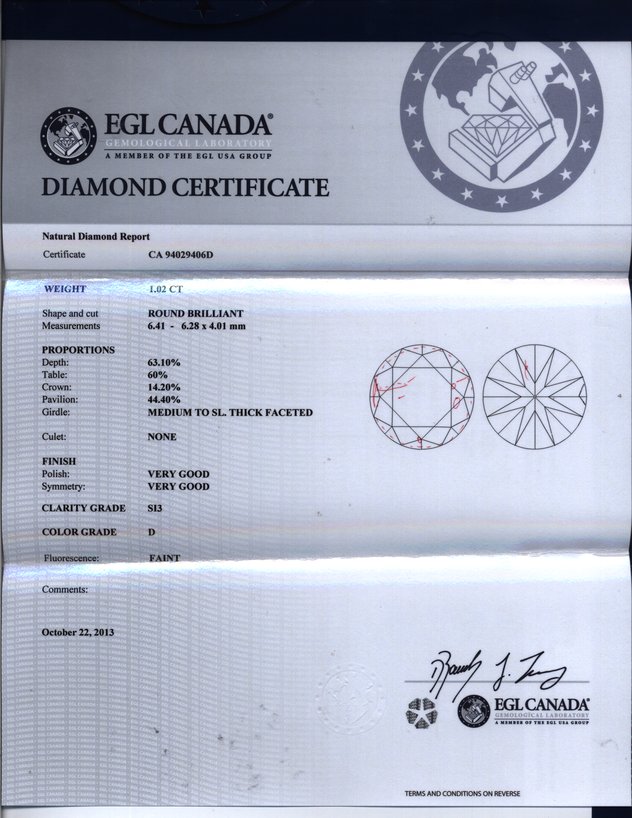 EGL CANADA®
GEMOLOGICAL LABORATORY
A MEMBER OF THE EGL USA GROUP
DIAMOND CERTIFICATE
Natural Diamond Report
Certificate CA 94029406D
WEIGHT 1.02 CT
Shape and cut ROUND BRILLIANT
Measurements 6.41 - 6.28 x 4.01 mm
PROPORTIONS
Depth: 63.10%
Table: 60%
Crown: 14.20%
Pavilion: 44.40%
Girdle: MEDIUM TO SL. THICK FACETED
Culet: NONE
FINISH
Polish: VERY GOOD
Symmetry: VERY GOOD
CLARITY GRADE SI3
COLOR GRADE D
Fluorescence: FAINT
Comments:
October 22, 2013
EGL CANADA®
GEMOLOGICAL LABORATORY
A MEMBER OF THE EGL USA GROUP
TERMS AND CONDITIONS ON REVERSE